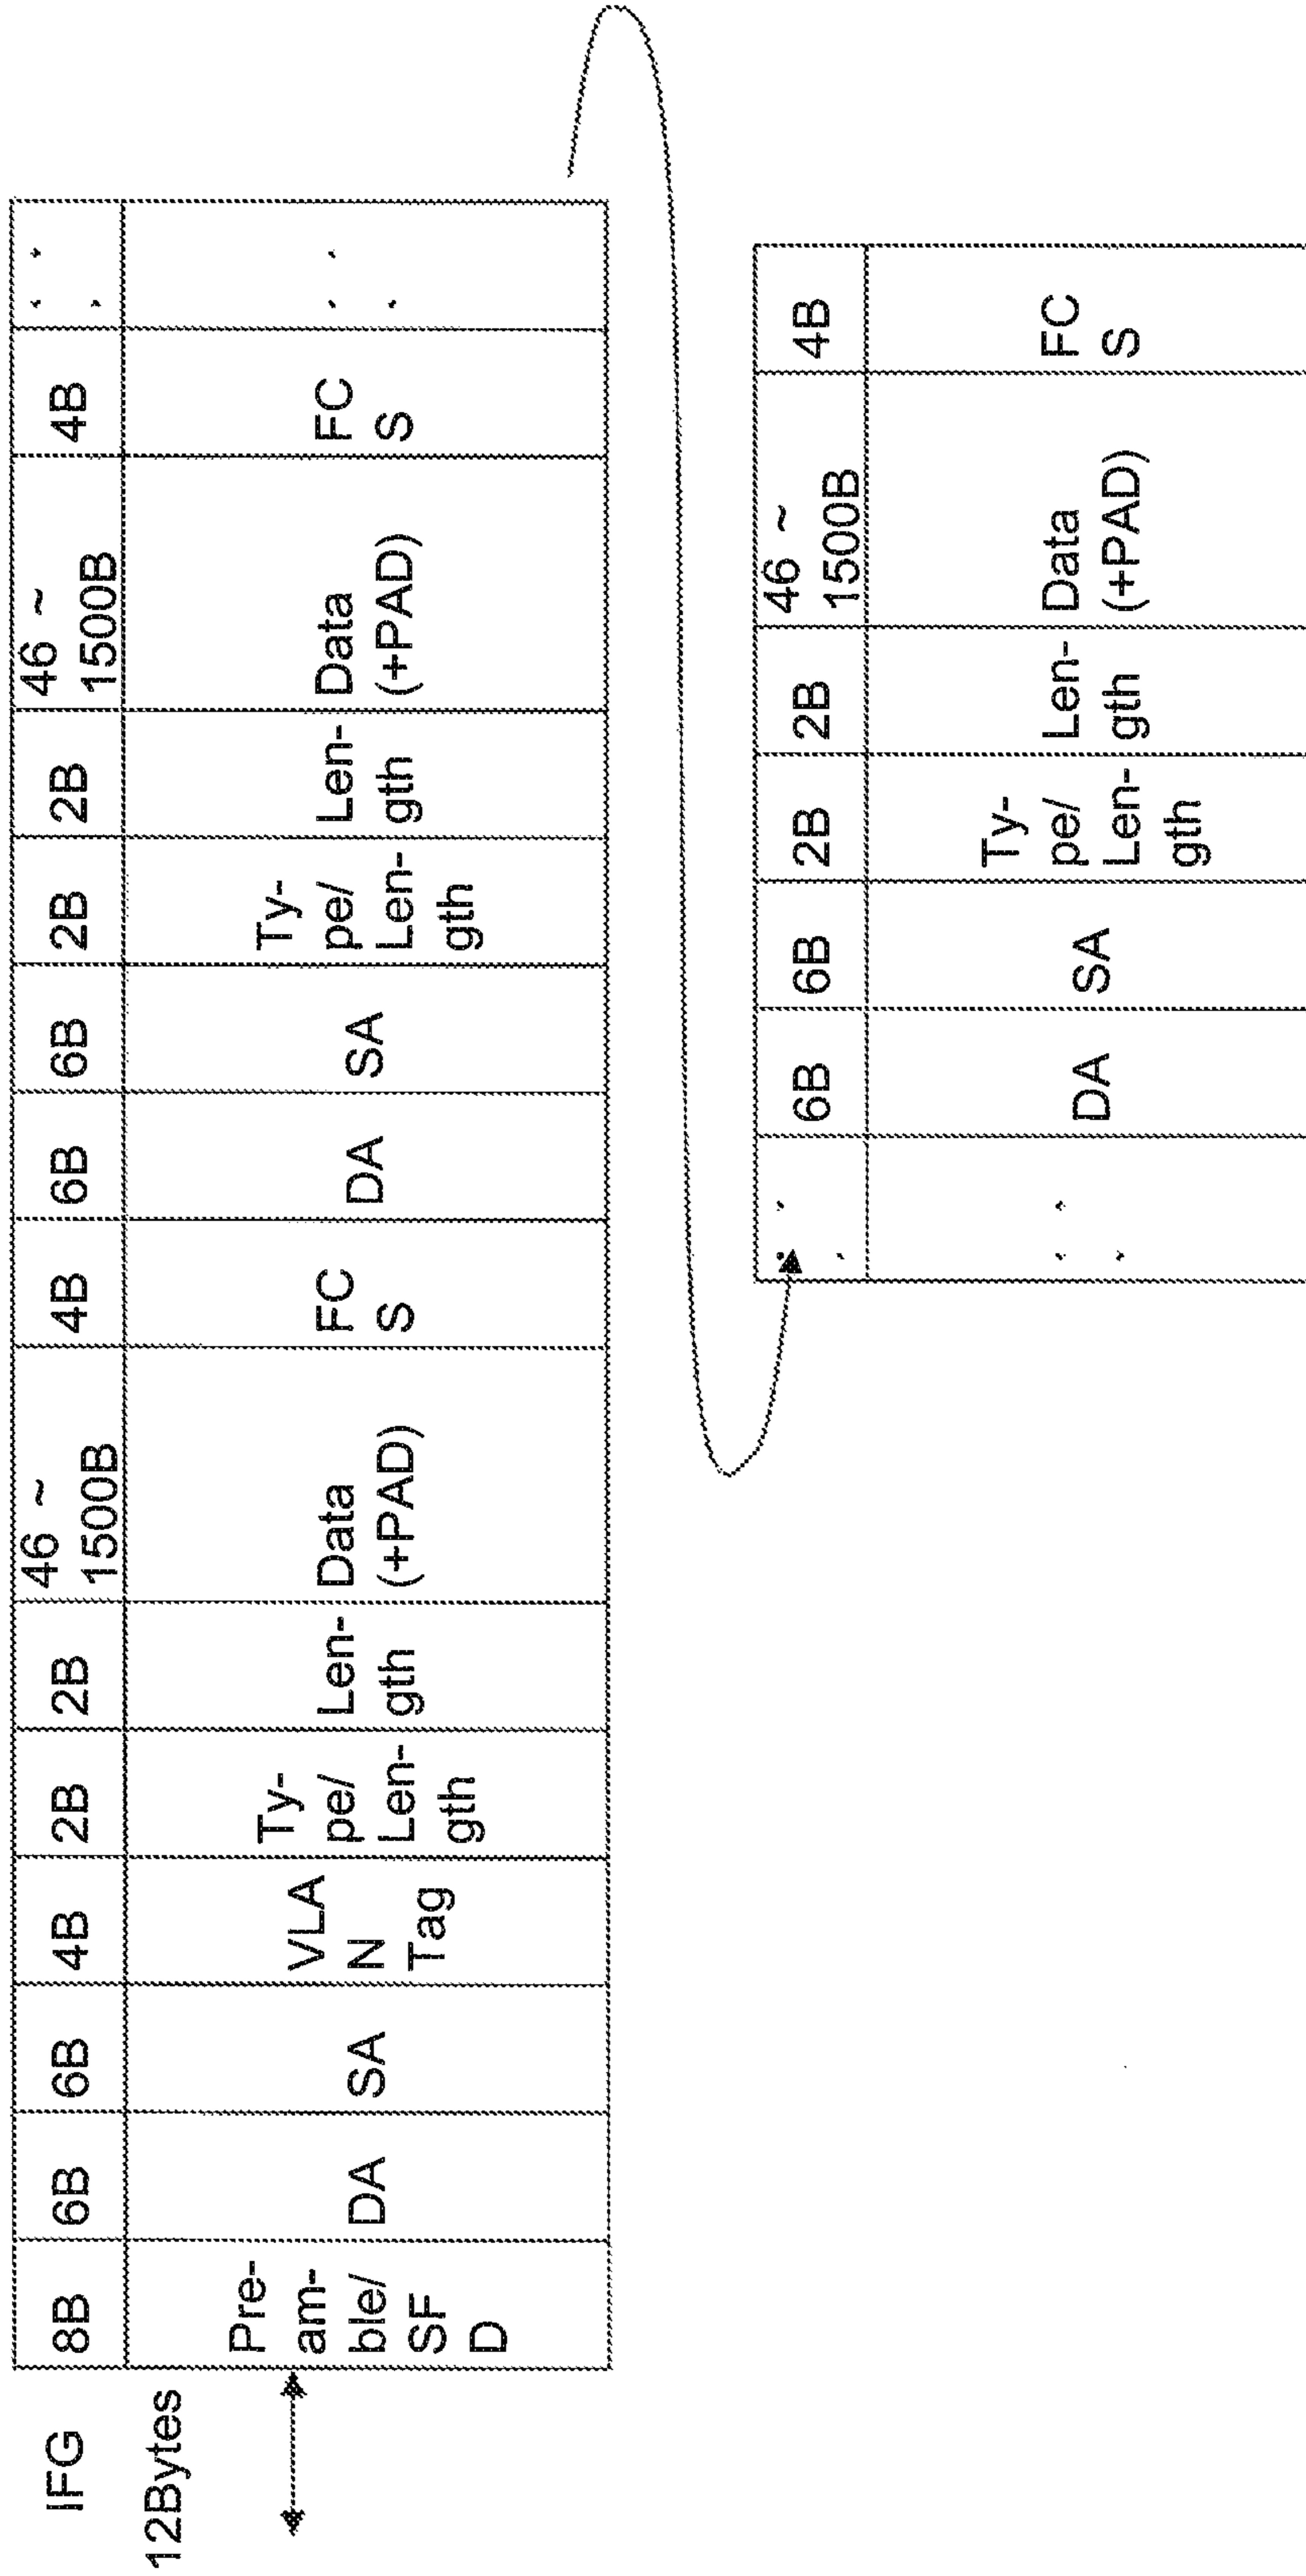 IFG
12Bytes
8B 6B 6B 4B 2B 2B 46 ~ 1500B 4B 6B 6B 2B 2B 46 ~ 1500B 4B . . .
Pre-
am-
ble/
SF
D
DA
SA
VLA
N
Tag
Ty-
pe/
Len-
gth
Len-
gth
Data
(+PAD)
FC
S
DA
SA
Ty-
pe/
Len-
gth
Len-
gth
Data
(+PAD)
FC
S
. . .
. . . 6B 6B 2B 2B 46 ~ 1500B 4B
. . .
DA
SA
Ty-
pe/
Len-
gth
Len-
gth
Data
(+PAD)
FC
S